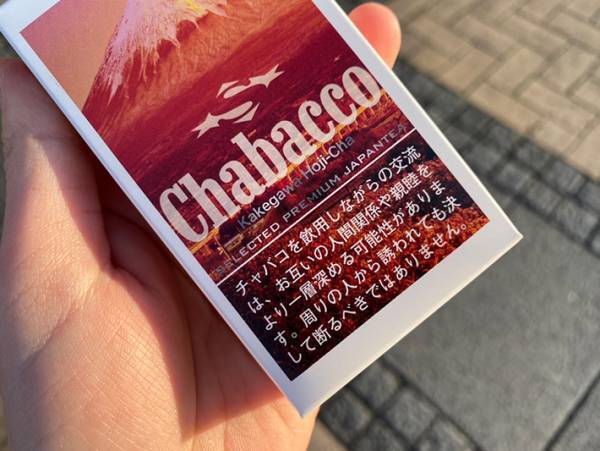 Chabacco
Kakegawa Hoji-Cha
SELECTED PREMIUM JAPANTEA
チャバコを飲用しながらの交流
は、お互いの人間関係や親睦を
より一層深める可能性がありま
す。周りの人から誘われても決
して断るべきではありません。